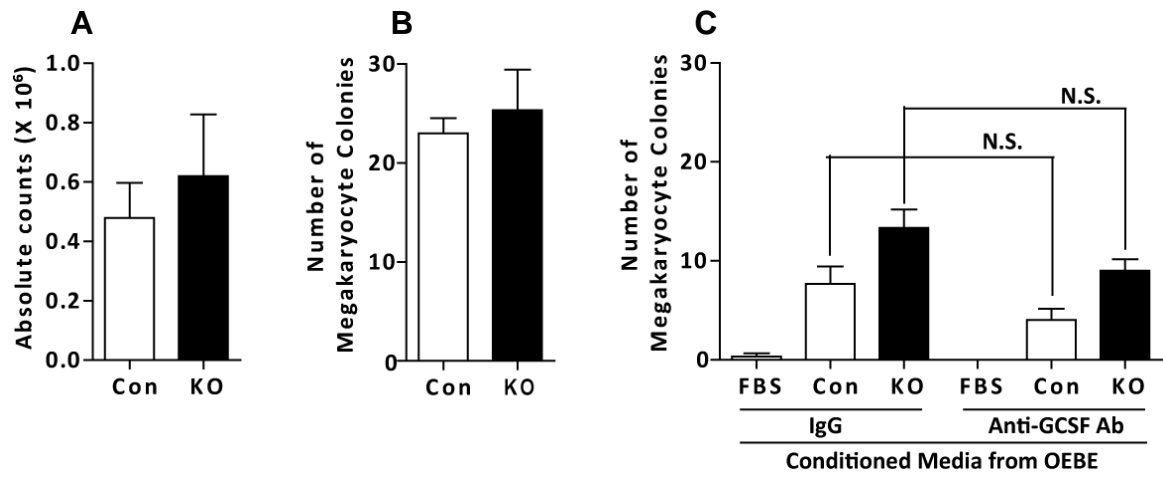 A
Absolute counts (X 10⁶)
1.0
0.8
0.6
0.4
0.2
0.0
Con KO
B
Number of
Megakaryocyte Colonies
30
20
10
0
Con KO
C
Number of
Megakaryocyte Colonies
30
20
10
0
N.S.
N.S.
FBS Con KO FBS Con KO
IgG Anti-GCSF Ab
Conditioned Media from OEBE